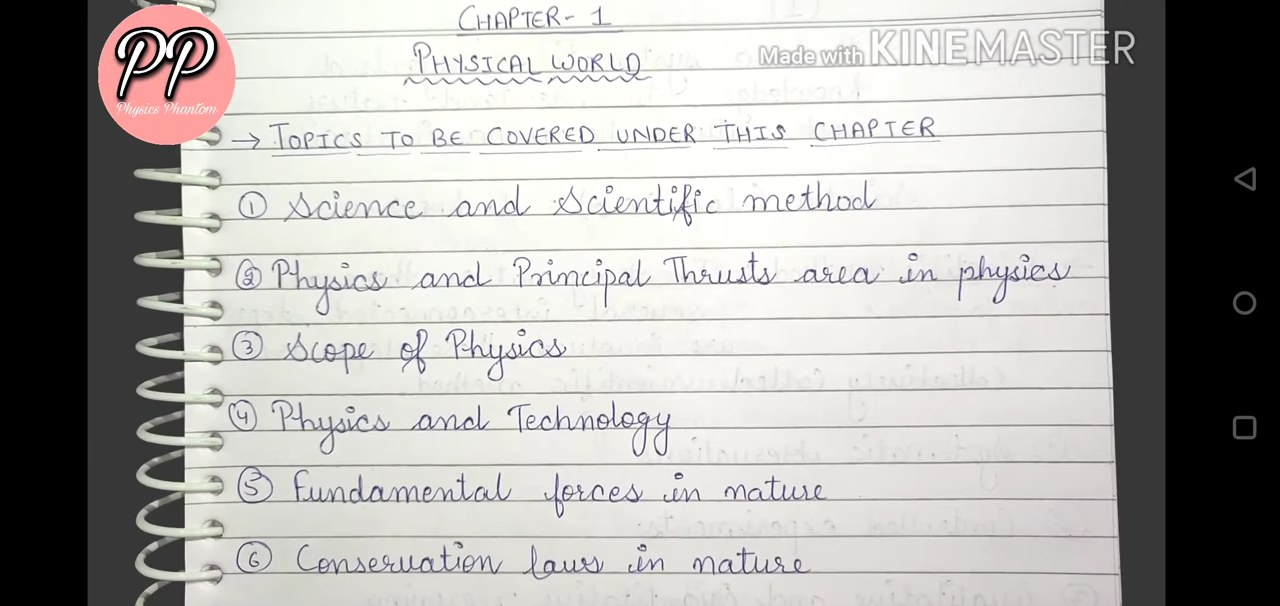 CHAPTER - 1
PP
Physics Phantom
Made with KINEMASTER
PHYSICAL WORLD
→ TOPICS TO BE COVERED UNDER THIS CHAPTER
① Science and Scientific method
② Physics and Principal Thrusts area in physics
③ Scope of Physics
④ Physics and Technology
⑤ Fundamental forces in nature
⑥ Conservation laws in nature